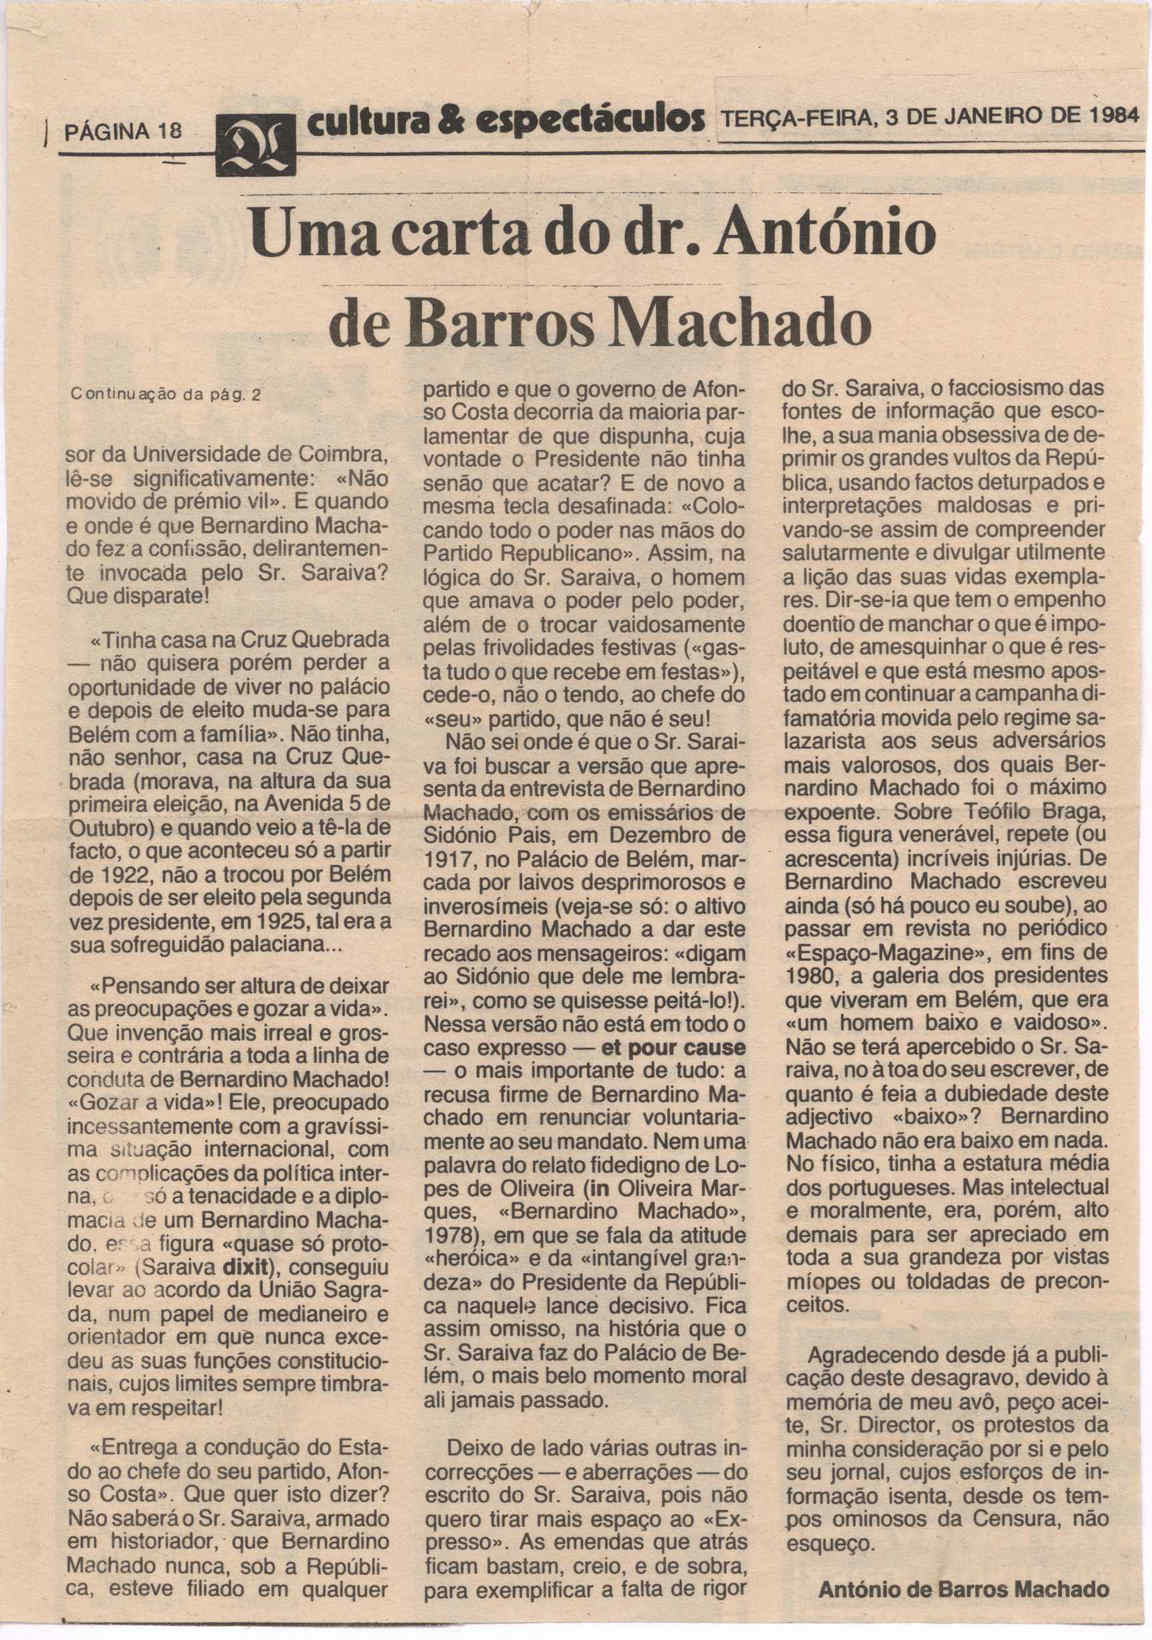 PÁGINA 18
DL
cultura & espectáculos
TERÇA-FEIRA, 3 DE JANEIRO DE 1984
Uma carta do dr. António
de Barros Machado
Continuação da pág. 2
sor da Universidade de Coimbra,
lê-se significativamente: «Não
movido de prémio vil». E quando
e onde é que Bernardino Macha-
do fez a confissão, delirantemen-
te invocada pelo Sr. Saraiva?
Que disparate!
«Tinha casa na Cruz Quebrada
— não quisera porém perder a
oportunidade de viver no palácio
e depois de eleito muda-se para
Belém com a família». Não tinha,
não senhor, casa na Cruz Que-
brada (morava, na altura da sua
primeira eleição, na Avenida 5 de
Outubro) e quando veio a tê-la de
facto, o que aconteceu só a partir
de 1922, não a trocou por Belém
depois de ser eleito pela segunda
vez presidente, em 1925, tal era a
sua sofreguidão palaciana...
«Pensando ser altura de deixar
as preocupações e gozar a vida».
Que invenção mais irreal e gros-
seira e contrária a toda a linha de
conduta de Bernardino Machado!
«Gozar a vida»! Ele, preocupado
incessantemente com a gravíssi-
ma situação internacional, com
as complicações da política inter-
na, só a tenacidade e a diplo-
macia de um Bernardino Macha-
do, essa figura «quase só proto-
colar» (Saraiva dixit), conseguiu
levar ao acordo da União Sagra-
da, num papel de medianeiro e
orientador em que nunca exce-
deu as suas funções constitucio-
nais, cujos limites sempre timbra-
va em respeitar!
«Entrega a condução do Esta-
do ao chefe do seu partido, Afon-
so Costa». Que quer isto dizer?
Não saberá o Sr. Saraiva, armado
em historiador, que Bernardino
Machado nunca, sob a Repúbli-
ca, esteve filiado em qualquer
partido e que o governo de Afon-
so Costa decorria da maioria par-
lamentar de que dispunha, cuja
vontade o Presidente não tinha
senão que acatar? E de novo a
mesma tecla desafinada: «Colo-
cando todo o poder nas mãos do
Partido Republicano». Assim, na
lógica do Sr. Saraiva, o homem
que amava o poder pelo poder,
além de o trocar vaidosamente
pelas frivolidades festivas («gas-
ta tudo o que recebe em festas»),
cede-o, não o tendo, ao chefe do
«seu» partido, que não é seu!
Não sei onde é que o Sr. Sarai-
va foi buscar a versão que apre-
senta da entrevista de Bernardino
Machado, com os emissários de
Sidónio Pais, em Dezembro de
1917, no Palácio de Belém, mar-
cada por laivos desprimorosos e
inverosímeis (veja-se só: o altivo
Bernardino Machado a dar este
recado aos mensageiros: «digam
ao Sidónio que dele me lembra-
rei», como se quisesse peitá-lo!).
Nessa versão não está em todo o
caso expresso — et pour cause
— o mais importante de tudo: a
recusa firme de Bernardino Ma-
chado em renunciar voluntaria-
mente ao seu mandato. Nem uma
palavra do relato fidedigno de Lo-
pes de Oliveira (in Oliveira Mar-
ques, «Bernardino Machado»,
1978), em que se fala da atitude
«heróica» e da «intangível gran-
deza» do Presidente da Repúbli-
ca naquele lance decisivo. Fica
assim omisso, na história que o
Sr. Saraiva faz do Palácio de Be-
lém, o mais belo momento moral
ali jamais passado.
Deixo de lado várias outras in-
correcções — e aberrações — do
escrito do Sr. Saraiva, pois não
quero tirar mais espaço ao «Ex-
presso». As emendas que atrás
ficam bastam, creio, e de sobra,
para exemplificar a falta de rigor
do Sr. Saraiva, o facciosismo das
fontes de informação que esco-
lhe, a sua mania obsessiva de de-
primir os grandes vultos da Repú-
blica, usando factos deturpados e
interpretações maldosas e pri-
vando-se assim de compreender
salutarmente e divulgar utilmente
a lição das suas vidas exempla-
res. Dir-se-ia que tem o empenho
doentio de manchar o que é impo-
luto, de amesquinhar o que é res-
peitável e que está mesmo apos-
tado em continuar a campanha di-
famatória movida pelo regime sa-
lazarista aos seus adversários
mais valorosos, dos quais Ber-
nardino Machado foi o máximo
expoente. Sobre Teófilo Braga,
essa figura venerável, repete (ou
acrescenta) incríveis injúrias. De
Bernardino Machado escreveu
ainda (só há pouco eu soube), ao
passar em revista no periódico
«Espaço-Magazine», em fins de
1980, a galeria dos presidentes
que viveram em Belém, que era
«um homem baixo e vaidoso».
Não se terá apercebido o Sr. Sa-
raiva, no à toa do seu escrever, de
quanto é feia a dubiedade deste
adjectivo «baixo»? Bernardino
Machado não era baixo em nada.
No físico, tinha a estatura média
dos portugueses. Mas intelectual
e moralmente, era, porém, alto
demais para ser apreciado em
toda a sua grandeza por vistas
míopes ou toldadas de precon-
ceitos.
Agradecendo desde já a publi-
cação deste desagravo, devido à
memória de meu avô, peço acei-
te, Sr. Director, os protestos da
minha consideração por si e pelo
seu jornal, cujos esforços de in-
formação isenta, desde os tem-
pos ominosos da Censura, não
esqueço.
António de Barros Machado